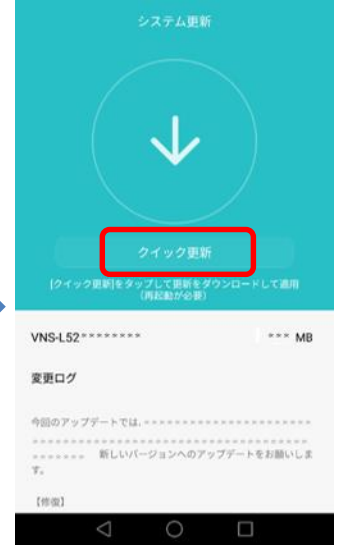 システム更新
クイック更新
[クイック更新]をタップして更新をダウンロードして適用
(再起動が必要)
VNS-L52******** *** MB
変更ログ
今回のアップデートでは、***********************
**************************************
******* 新しいバージョンへのアップデートをお願いしま
す。
【修復】